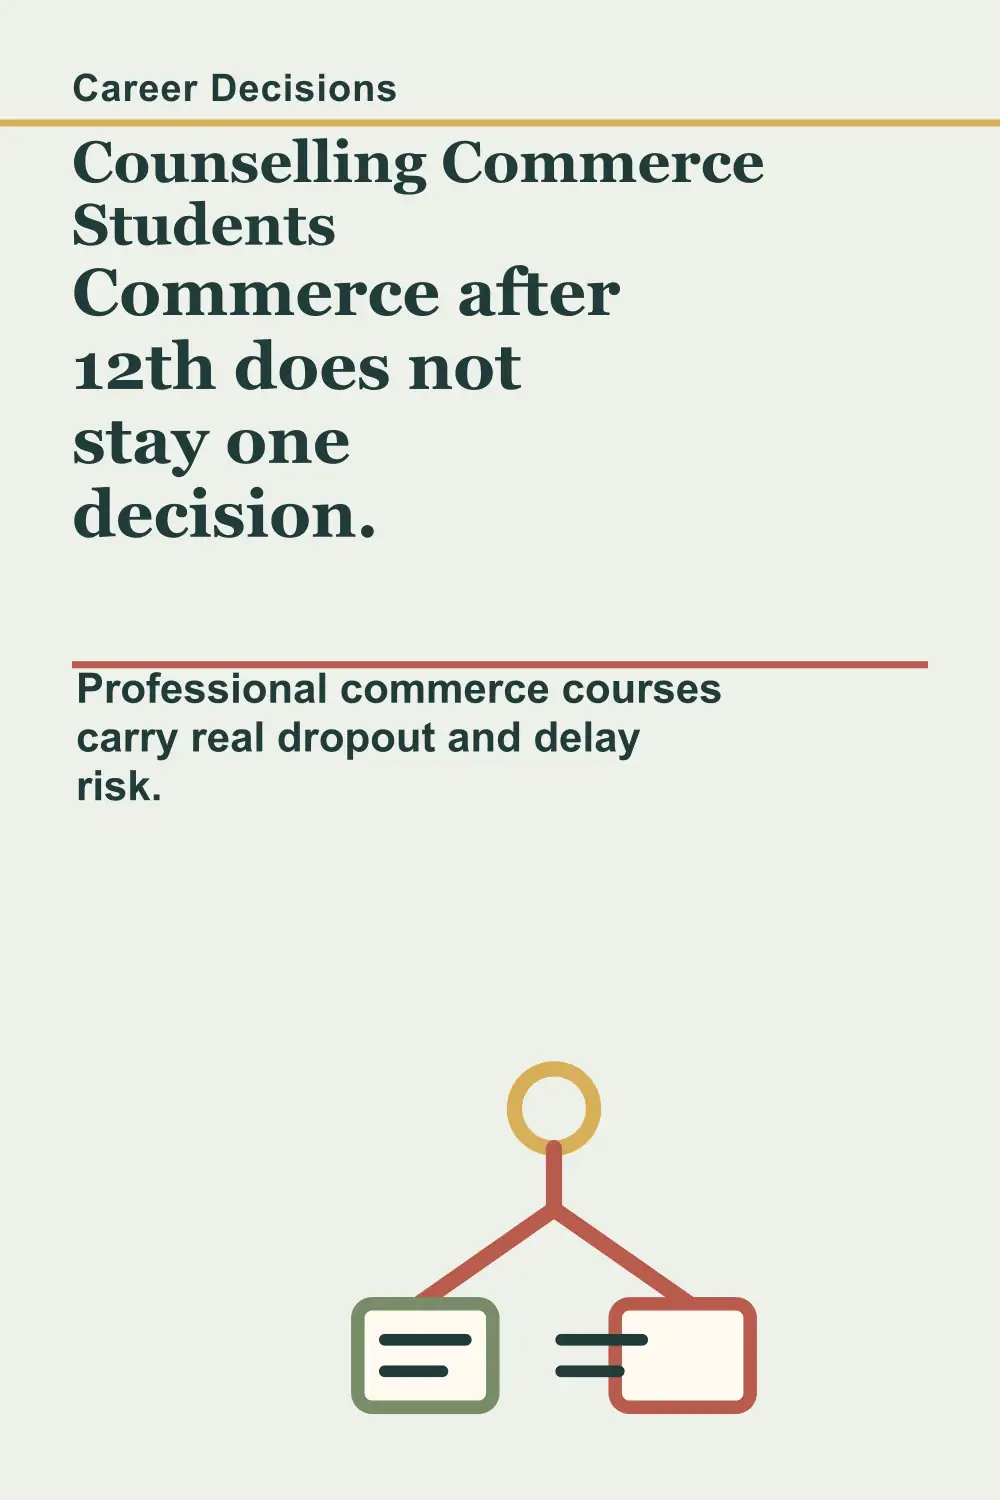 Career Decisions
Counselling Commerce
Students
Commerce after
12th does not
stay one
decision.
Professional commerce courses
carry real dropout and delay
risk.